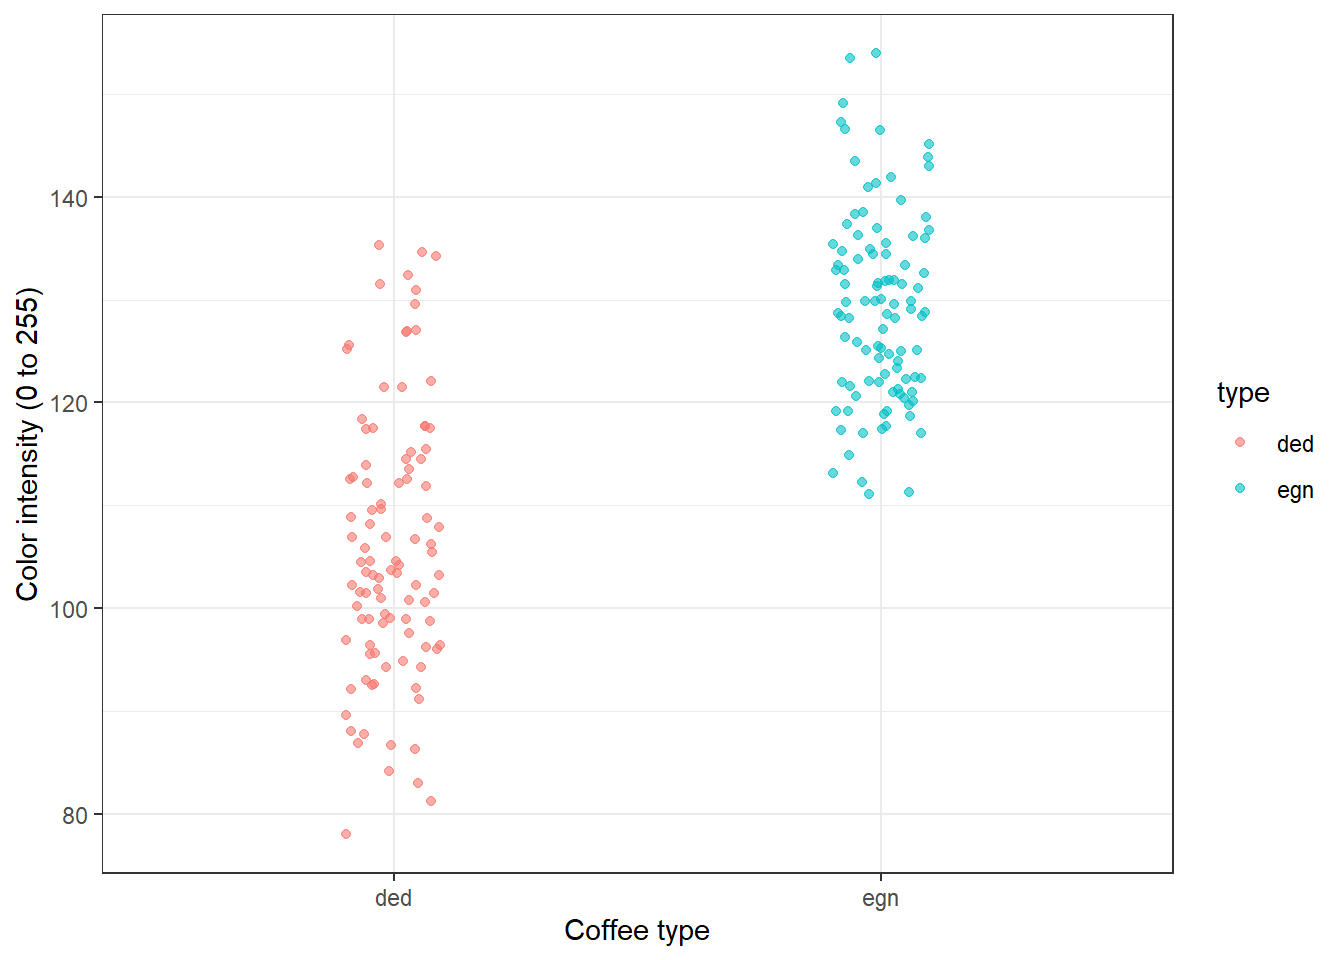 Color intensity (0 to 255)
140
120
100
80
ded
egn
Coffee type
type
ded
egn